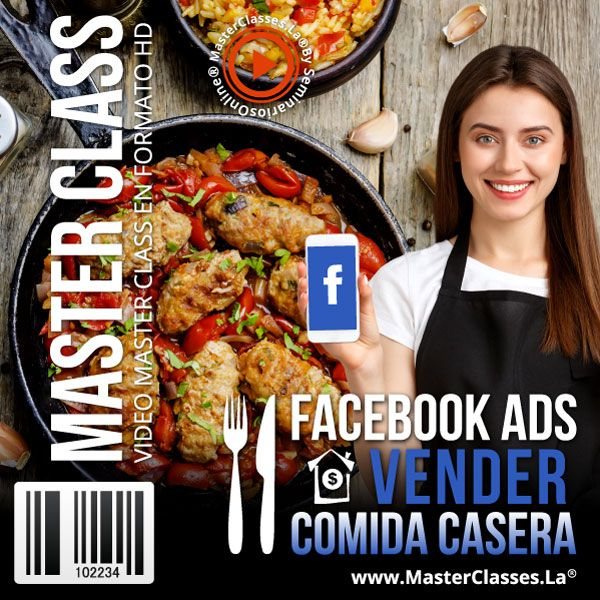 MASTER CLASS
VIDEO MASTER CLASS EN FORMATO HD
MasterClasses.La® By SeminariosOnline®
f
FACEBOOK ADS
$
VENDER
COMIDA CASERA
102234
www.MasterClasses.La®